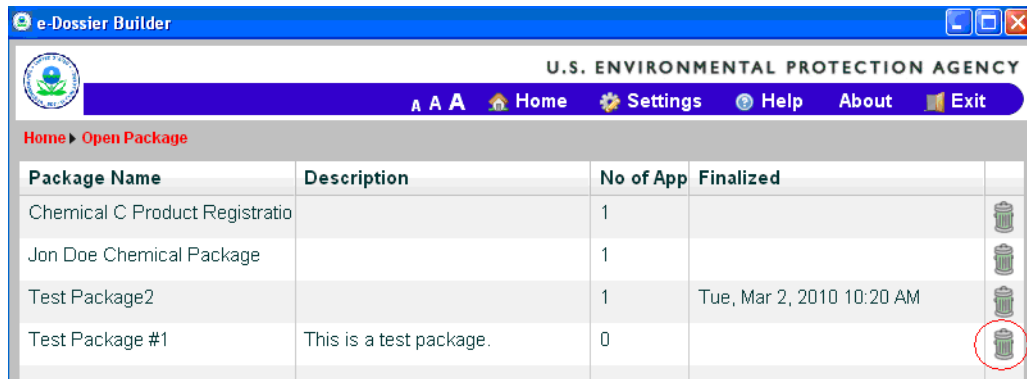 e-Dossier Builder
U.S. ENVIRONMENTAL PROTECTION AGENCY
A A A Home Settings Help About Exit
Home Open Package
Package Name Description No of App Finalized
Chemical C Product Registratio 1
Jon Doe Chemical Package 1
Test Package2 1 Tue, Mar 2, 2010 10:20 AM
Test Package #1 This is a test package. 0